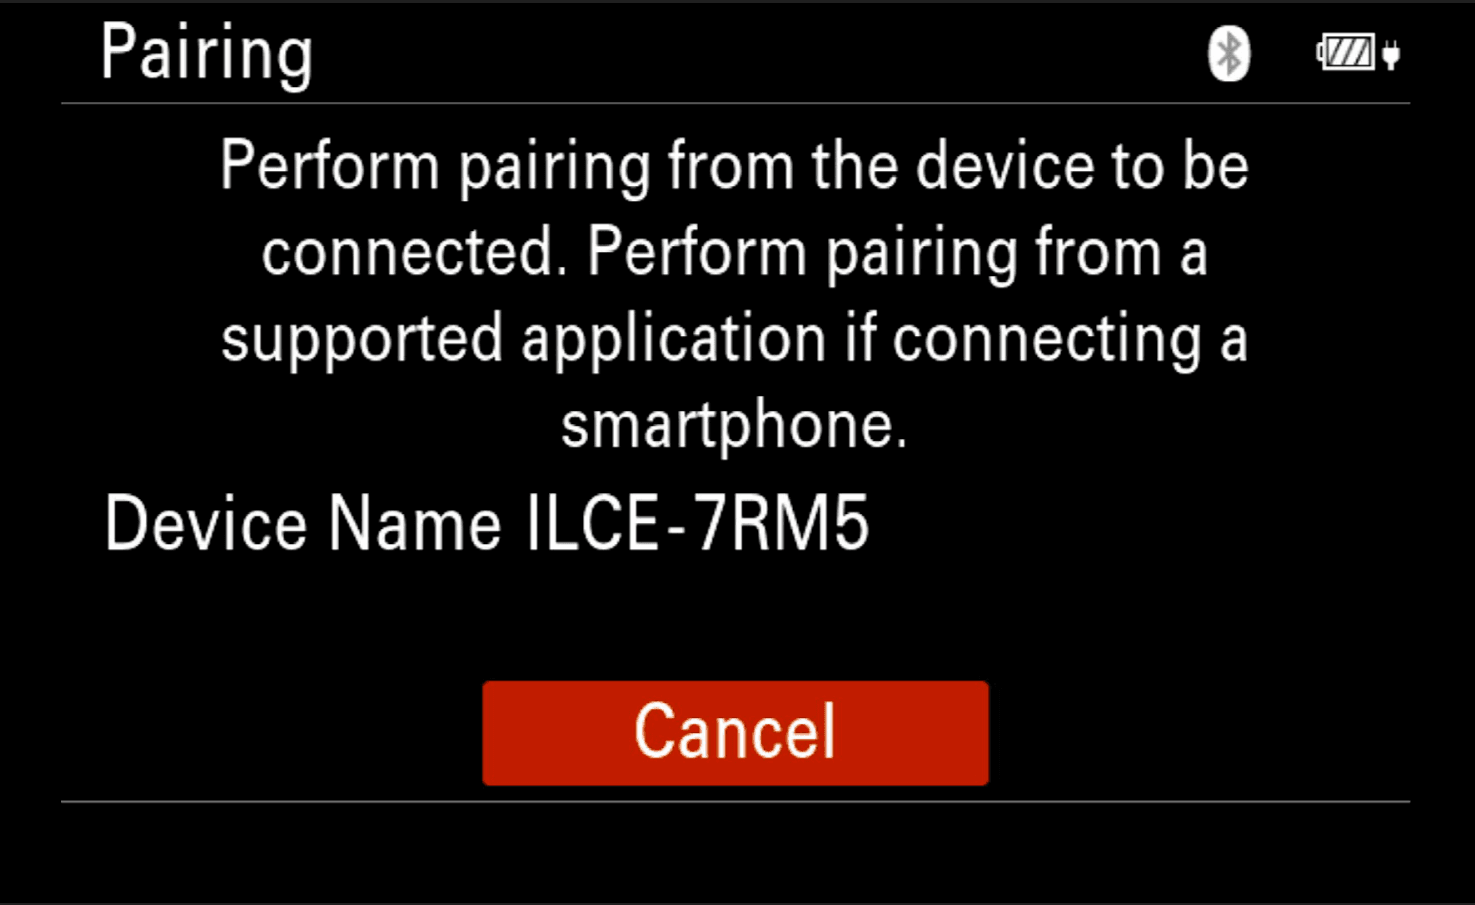 Pairing
Perform pairing from the device to be
connected. Perform pairing from a
supported application if connecting a
smartphone.
Device Name ILCE-7RM5
Cancel